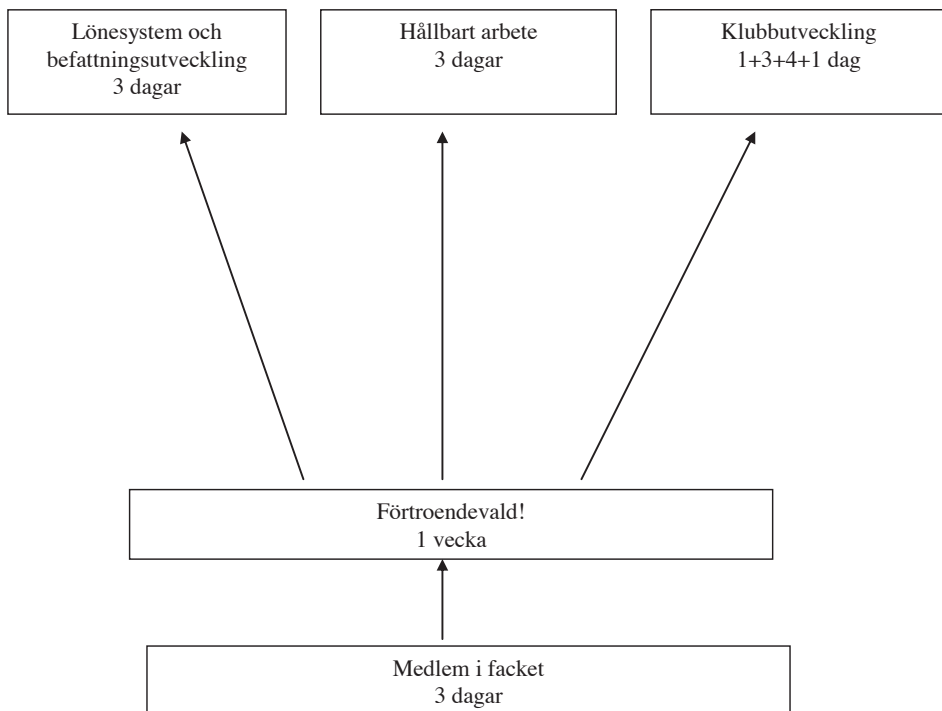 Lönesystem och
befattningsutveckling
3 dagar
Hållbart arbete
3 dagar
Klubbutveckling
1+3+4+1 dag
Förtroendevald!
1 vecka
Medlem i facket
3 dagar